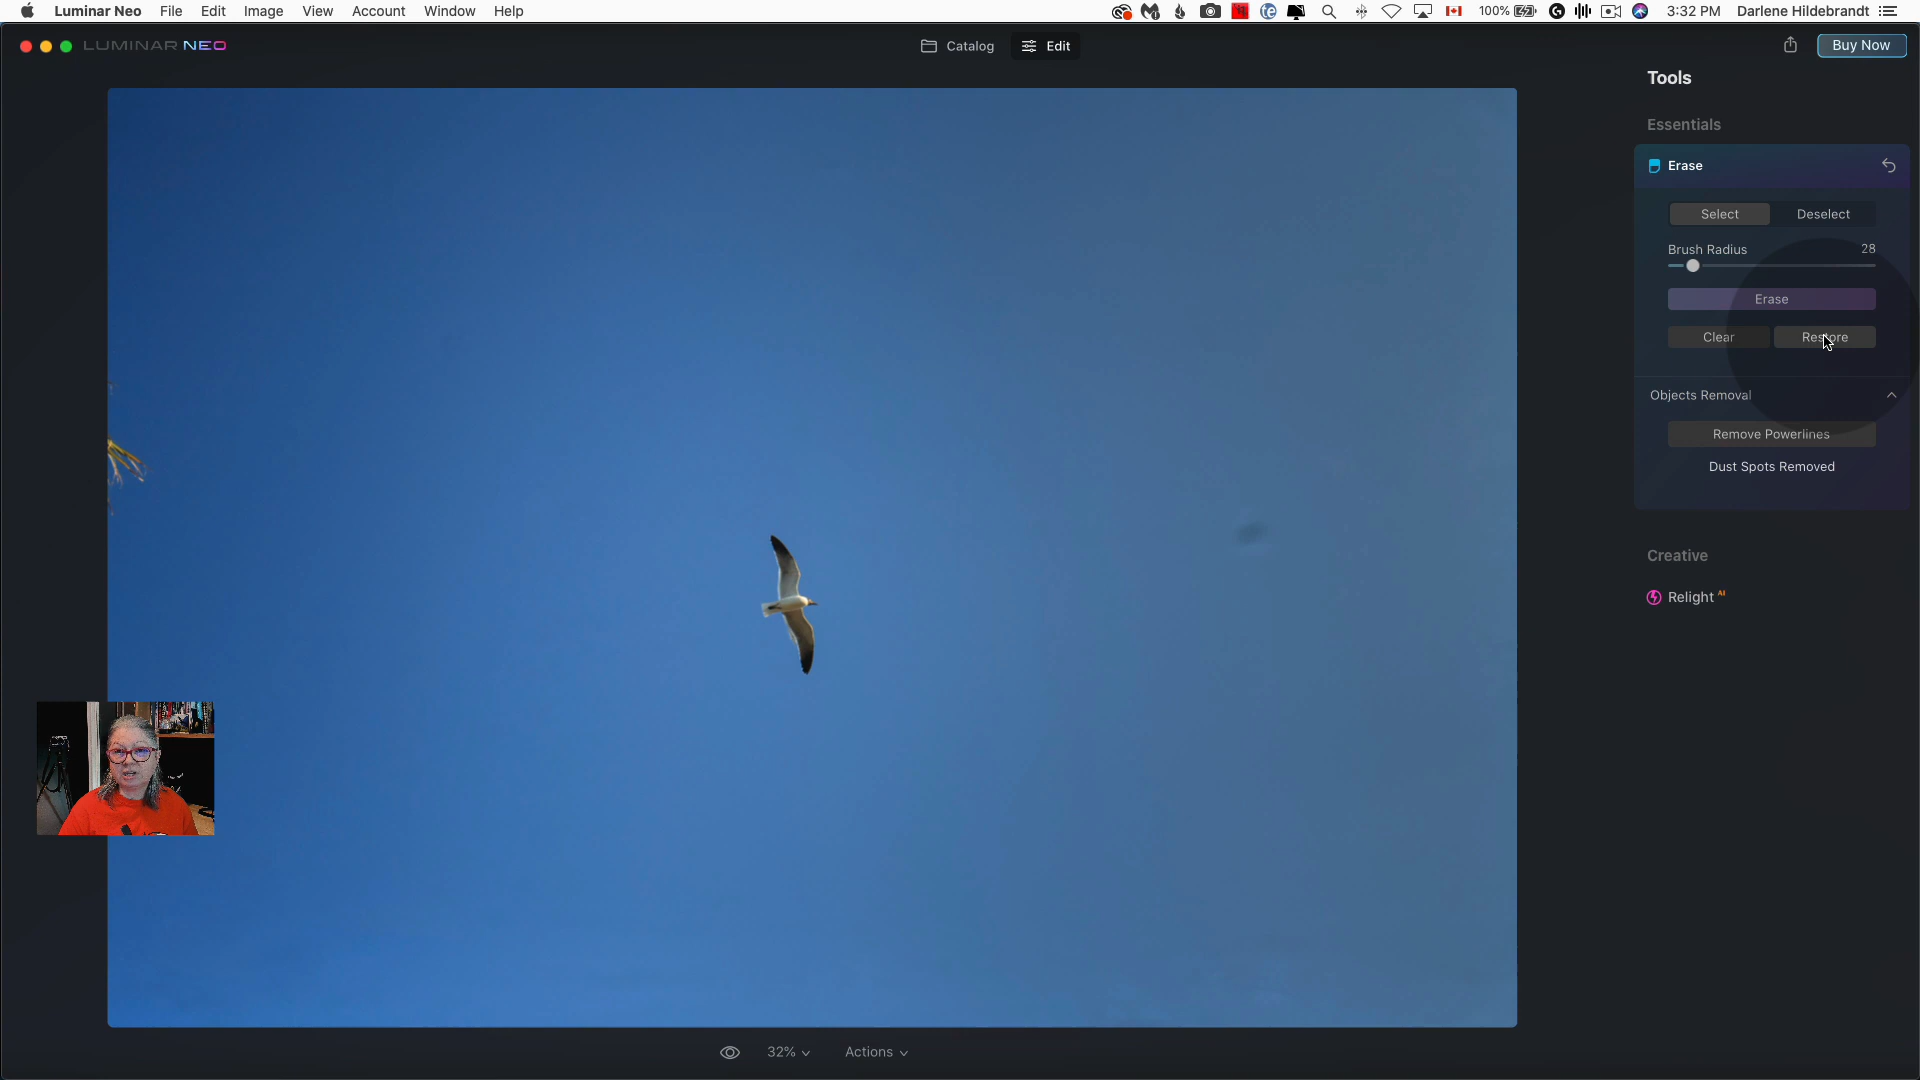 Luminar Neo File Edit Image View Account Window Help 100% 3:32 PM Darlene Hildebrandt
LUMINAR NEO Catalog Edit Buy Now
Tools
Essentials
Erase
Select Deselect
Brush Radius 28
Erase
Clear Restore
Objects Removal
Remove Powerlines
Dust Spots Removed
Creative
Relight AI
32% Actions